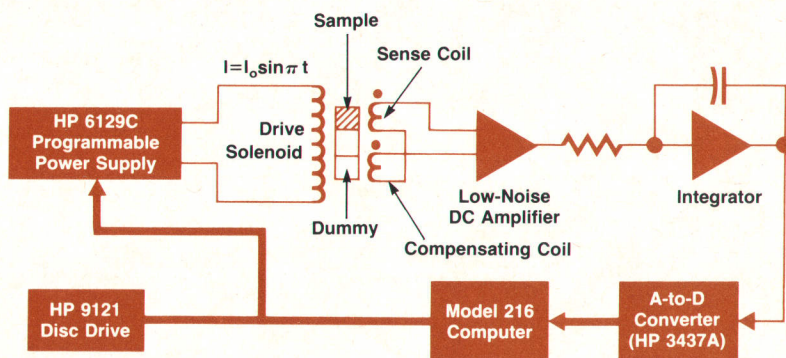 Sample
I=I₀sinπ t
Sense Coil
HP 6129C
Programmable
Power Supply
Drive
Solenoid
Low-Noise
DC Amplifier
Integrator
Dummy
Compensating Coil
HP 9121
Disc Drive
Model 216
Computer
A-to-D
Converter
(HP 3437A)